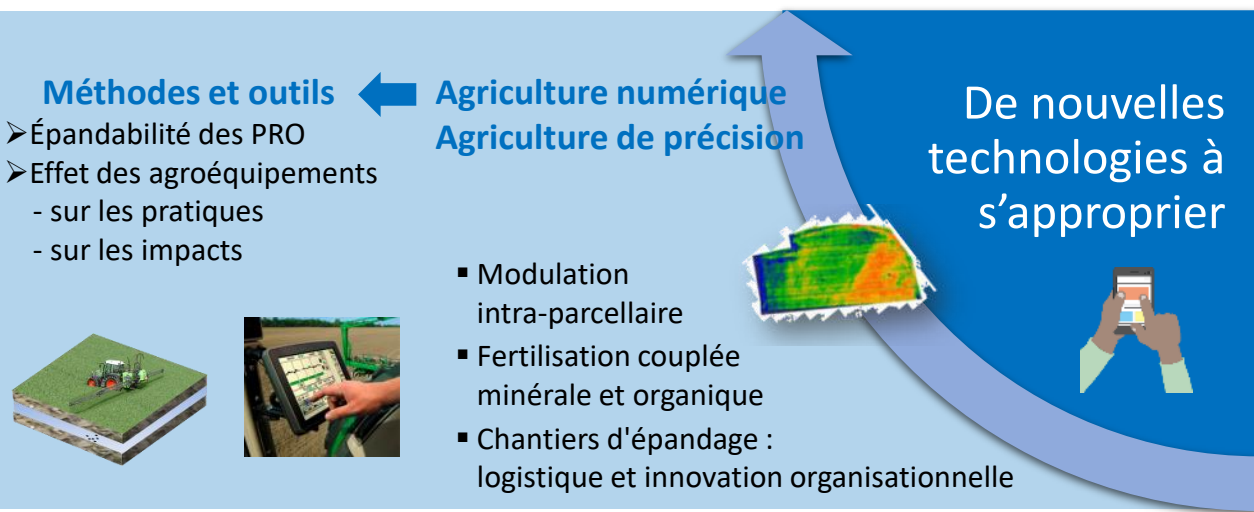 Méthodes et outils
➢Épandabilité des PRO
➢Effet des agroéquipements
- sur les pratiques
- sur les impacts
Agriculture numérique
Agriculture de précision
▪ Modulation
intra-parcellaire
▪ Fertilisation couplée
minérale et organique
▪ Chantiers d'épandage :
logistique et innovation organisationnelle
De nouvelles
technologies à
s’approprier